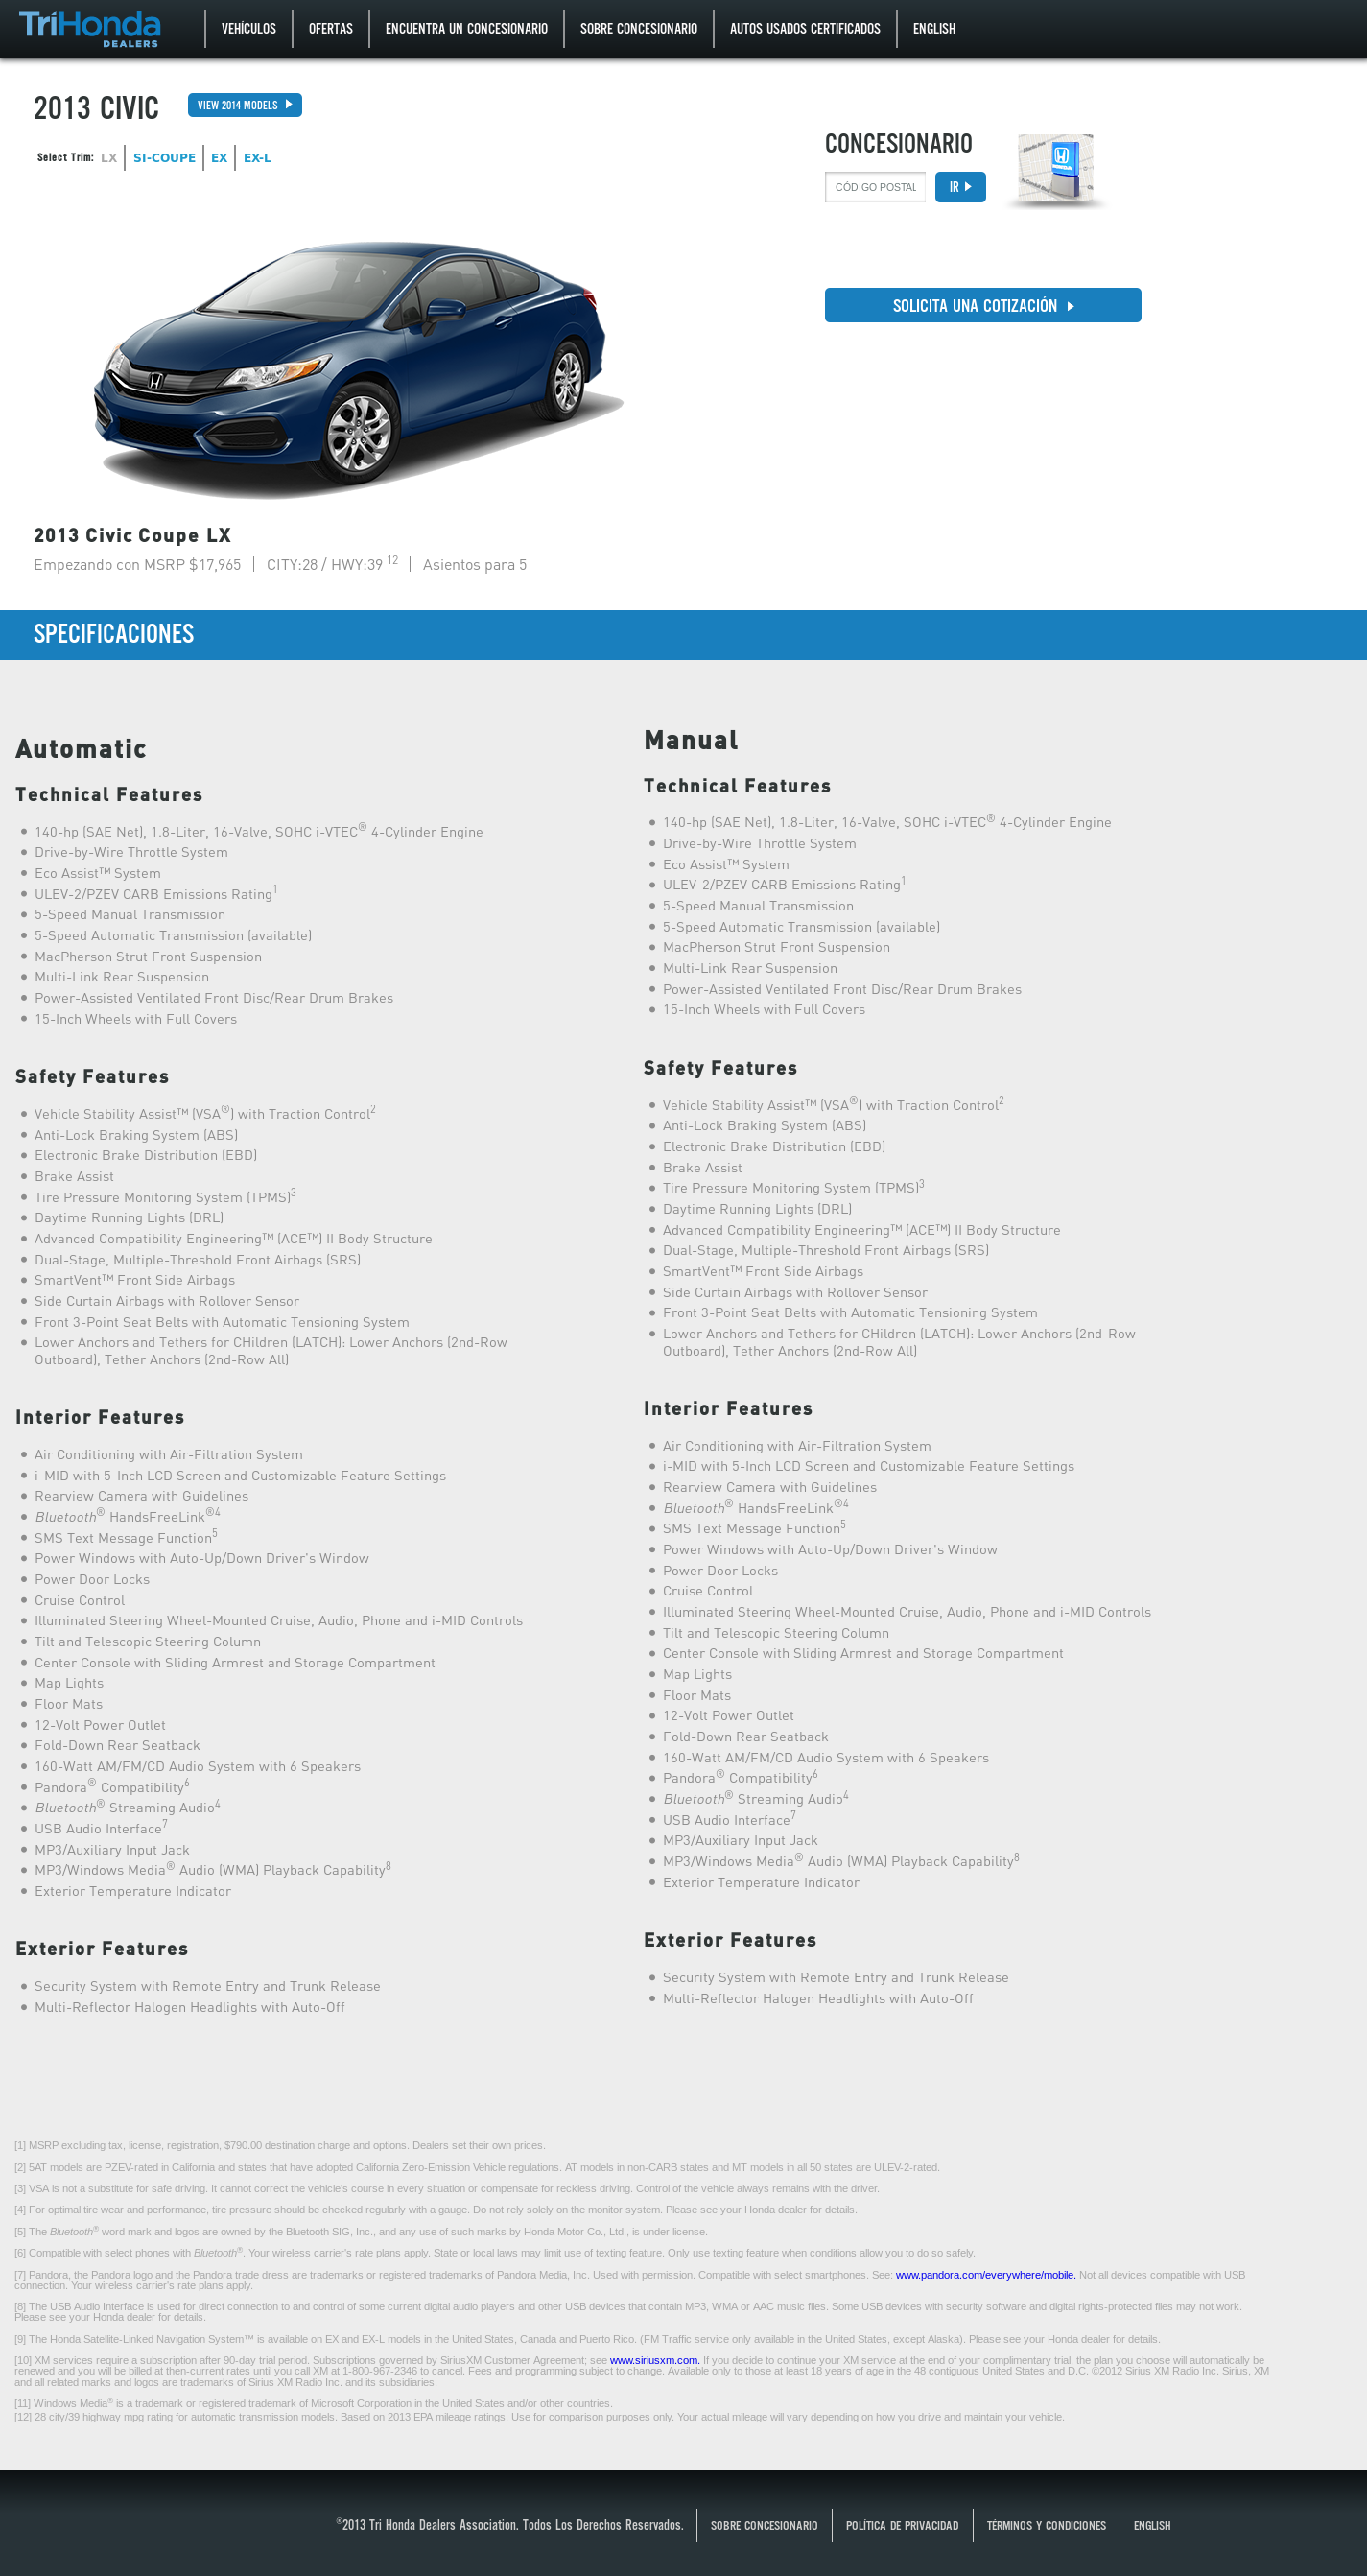 TriHonda
DEALERS
VEHÍCULOS
OFERTAS
ENCUENTRA UN CONCESIONARIO
SOBRE CONCESIONARIO
AUTOS USADOS CERTIFICADOS
ENGLISH
2013 CIVIC
VIEW 2014 MODELS
Select Trim: LX SI-COUPE EX EX-L
CONCESIONARIO
CÓDIGO POSTAL
IR
SOLICITA UNA COTIZACIÓN
2013 Civic Coupe LX
Empezando con MSRP $17,965 | CITY:28 / HWY:39 12 | Asientos para 5
SPECIFICACIONES
Automatic
Technical Features
140-hp (SAE Net), 1.8-Liter, 16-Valve, SOHC i-VTEC® 4-Cylinder Engine
Drive-by-Wire Throttle System
Eco Assist™ System
ULEV-2/PZEV CARB Emissions Rating1
5-Speed Manual Transmission
5-Speed Automatic Transmission (available)
MacPherson Strut Front Suspension
Multi-Link Rear Suspension
Power-Assisted Ventilated Front Disc/Rear Drum Brakes
15-Inch Wheels with Full Covers
Safety Features
Vehicle Stability Assist™ (VSA®) with Traction Control2
Anti-Lock Braking System (ABS)
Electronic Brake Distribution (EBD)
Brake Assist
Tire Pressure Monitoring System (TPMS)3
Daytime Running Lights (DRL)
Advanced Compatibility Engineering™ (ACE™) II Body Structure
Dual-Stage, Multiple-Threshold Front Airbags (SRS)
SmartVent™ Front Side Airbags
Side Curtain Airbags with Rollover Sensor
Front 3-Point Seat Belts with Automatic Tensioning System
Lower Anchors and Tethers for CHildren (LATCH): Lower Anchors (2nd-Row
Outboard), Tether Anchors (2nd-Row All)
Interior Features
Air Conditioning with Air-Filtration System
i-MID with 5-Inch LCD Screen and Customizable Feature Settings
Rearview Camera with Guidelines
Bluetooth® HandsFreeLink®4
SMS Text Message Function5
Power Windows with Auto-Up/Down Driver's Window
Power Door Locks
Cruise Control
Illuminated Steering Wheel-Mounted Cruise, Audio, Phone and i-MID Controls
Tilt and Telescopic Steering Column
Center Console with Sliding Armrest and Storage Compartment
Map Lights
Floor Mats
12-Volt Power Outlet
Fold-Down Rear Seatback
160-Watt AM/FM/CD Audio System with 6 Speakers
Pandora® Compatibility6
Bluetooth® Streaming Audio4
USB Audio Interface7
MP3/Auxiliary Input Jack
MP3/Windows Media® Audio (WMA) Playback Capability8
Exterior Temperature Indicator
Exterior Features
Security System with Remote Entry and Trunk Release
Multi-Reflector Halogen Headlights with Auto-Off
Manual
Technical Features
140-hp (SAE Net), 1.8-Liter, 16-Valve, SOHC i-VTEC® 4-Cylinder Engine
Drive-by-Wire Throttle System
Eco Assist™ System
ULEV-2/PZEV CARB Emissions Rating1
5-Speed Manual Transmission
5-Speed Automatic Transmission (available)
MacPherson Strut Front Suspension
Multi-Link Rear Suspension
Power-Assisted Ventilated Front Disc/Rear Drum Brakes
15-Inch Wheels with Full Covers
Safety Features
Vehicle Stability Assist™ (VSA®) with Traction Control2
Anti-Lock Braking System (ABS)
Electronic Brake Distribution (EBD)
Brake Assist
Tire Pressure Monitoring System (TPMS)3
Daytime Running Lights (DRL)
Advanced Compatibility Engineering™ (ACE™) II Body Structure
Dual-Stage, Multiple-Threshold Front Airbags (SRS)
SmartVent™ Front Side Airbags
Side Curtain Airbags with Rollover Sensor
Front 3-Point Seat Belts with Automatic Tensioning System
Lower Anchors and Tethers for CHildren (LATCH): Lower Anchors (2nd-Row
Outboard), Tether Anchors (2nd-Row All)
Interior Features
Air Conditioning with Air-Filtration System
i-MID with 5-Inch LCD Screen and Customizable Feature Settings
Rearview Camera with Guidelines
Bluetooth® HandsFreeLink®4
SMS Text Message Function5
Power Windows with Auto-Up/Down Driver's Window
Power Door Locks
Cruise Control
Illuminated Steering Wheel-Mounted Cruise, Audio, Phone and i-MID Controls
Tilt and Telescopic Steering Column
Center Console with Sliding Armrest and Storage Compartment
Map Lights
Floor Mats
12-Volt Power Outlet
Fold-Down Rear Seatback
160-Watt AM/FM/CD Audio System with 6 Speakers
Pandora® Compatibility6
Bluetooth® Streaming Audio4
USB Audio Interface7
MP3/Auxiliary Input Jack
MP3/Windows Media® Audio (WMA) Playback Capability8
Exterior Temperature Indicator
Exterior Features
Security System with Remote Entry and Trunk Release
Multi-Reflector Halogen Headlights with Auto-Off
[1] MSRP excluding tax, license, registration, $790.00 destination charge and options. Dealers set their own prices.
[2] 5AT models are PZEV-rated in California and states that have adopted California Zero-Emission Vehicle regulations. AT models in non-CARB states and MT models in all 50 states are ULEV-2-rated.
[3] VSA is not a substitute for safe driving. It cannot correct the vehicle's course in every situation or compensate for reckless driving. Control of the vehicle always remains with the driver.
[4] For optimal tire wear and performance, tire pressure should be checked regularly with a gauge. Do not rely solely on the monitor system. Please see your Honda dealer for details.
[5] The Bluetooth® word mark and logos are owned by the Bluetooth SIG, Inc., and any use of such marks by Honda Motor Co., Ltd., is under license.
[6] Compatible with select phones with Bluetooth®. Your wireless carrier's rate plans apply. State or local laws may limit use of texting feature. Only use texting feature when conditions allow you to do so safely.
[7] Pandora, the Pandora logo and the Pandora trade dress are trademarks or registered trademarks of Pandora Media, Inc. Used with permission. Compatible with select smartphones. See: www.pandora.com/everywhere/mobile. Not all devices compatible with USB
connection. Your wireless carrier's rate plans apply.
[8] The USB Audio Interface is used for direct connection to and control of some current digital audio players and other USB devices that contain MP3, WMA or AAC music files. Some USB devices with security software and digital rights-protected files may not work.
Please see your Honda dealer for details.
[9] The Honda Satellite-Linked Navigation System™ is available on EX and EX-L models in the United States, Canada and Puerto Rico. (FM Traffic service only available in the United States, except Alaska). Please see your Honda dealer for details.
[10] XM services require a subscription after 90-day trial period. Subscriptions governed by SiriusXM Customer Agreement; see www.siriusxm.com. If you decide to continue your XM service at the end of your complimentary trial, the plan you choose will automatically be
renewed and you will be billed at then-current rates until you call XM at 1-800-967-2346 to cancel. Fees and programming subject to change. Available only to those at least 18 years of age in the 48 contiguous United States and D.C. ©2012 Sirius XM Radio Inc. Sirius, XM
and all related marks and logos are trademarks of Sirius XM Radio Inc. and its subsidiaries.
[11] Windows Media® is a trademark or registered trademark of Microsoft Corporation in the United States and/or other countries.
[12] 28 city/39 highway mpg rating for automatic transmission models. Based on 2013 EPA mileage ratings. Use for comparison purposes only. Your actual mileage will vary depending on how you drive and maintain your vehicle.
®2013 Tri Honda Dealers Association. Todos Los Derechos Reservados.
SOBRE CONCESIONARIO
POLÍTICA DE PRIVACIDAD
TÉRMINOS Y CONDICIONES
ENGLISH